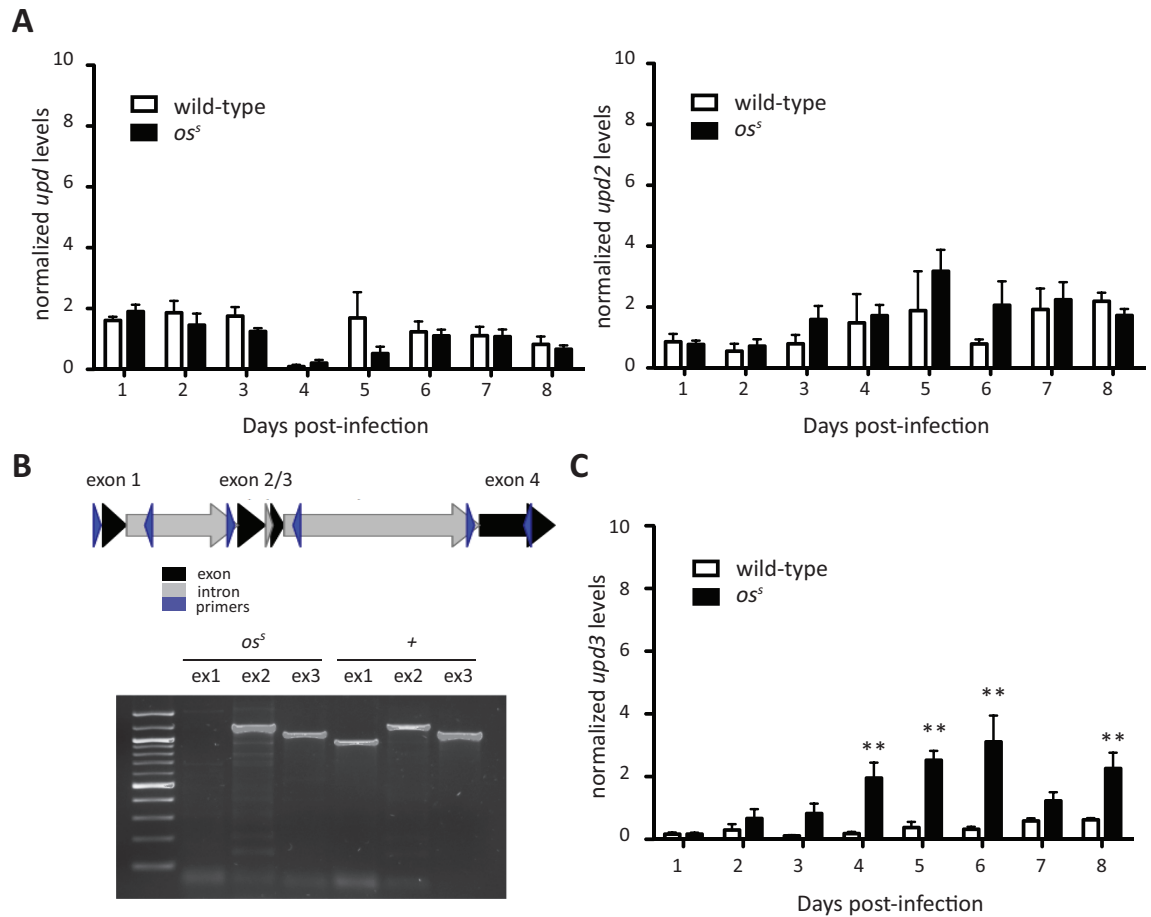 A
10
8
6
4
2
0
normalized upd levels
wild-type
osˢ
1 2 3 4 5 6 7 8
Days post-infection
10
8
6
4
2
0
normalized upd2 levels
wild-type
osˢ
1 2 3 4 5 6 7 8
Days post-infection
B
exon 1 exon 2/3 exon 4
exon
intron
primers
osˢ +
ex1 ex2 ex3 ex1 ex2 ex3
C
10
8
6
4
2
0
normalized upd3 levels
wild-type
osˢ
** ** ** **
1 2 3 4 5 6 7 8
Days post-infection